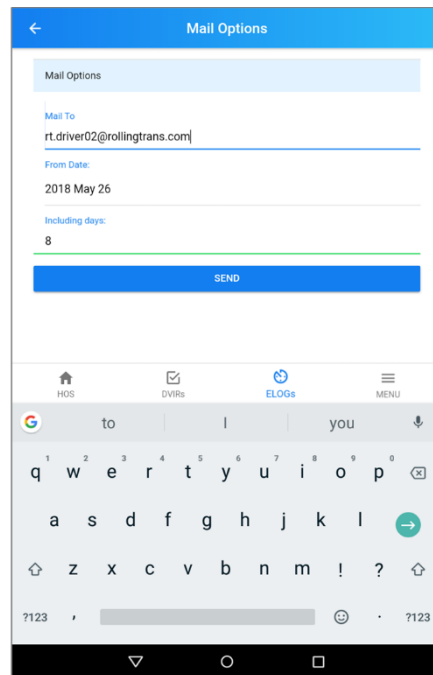 Mail Options
Mail Options
Mail To
rt.driver02@rollingtrans.com
From Date:
2018 May 26
Including days:
8
SEND
HOS DVIRs ELOGs MENU
G to I you
1 2 3 4 5 6 7 8 9 0
q w e r t y u i o p
a s d f g h j k l
z x c v b n m ! ?
?123 , . ?123